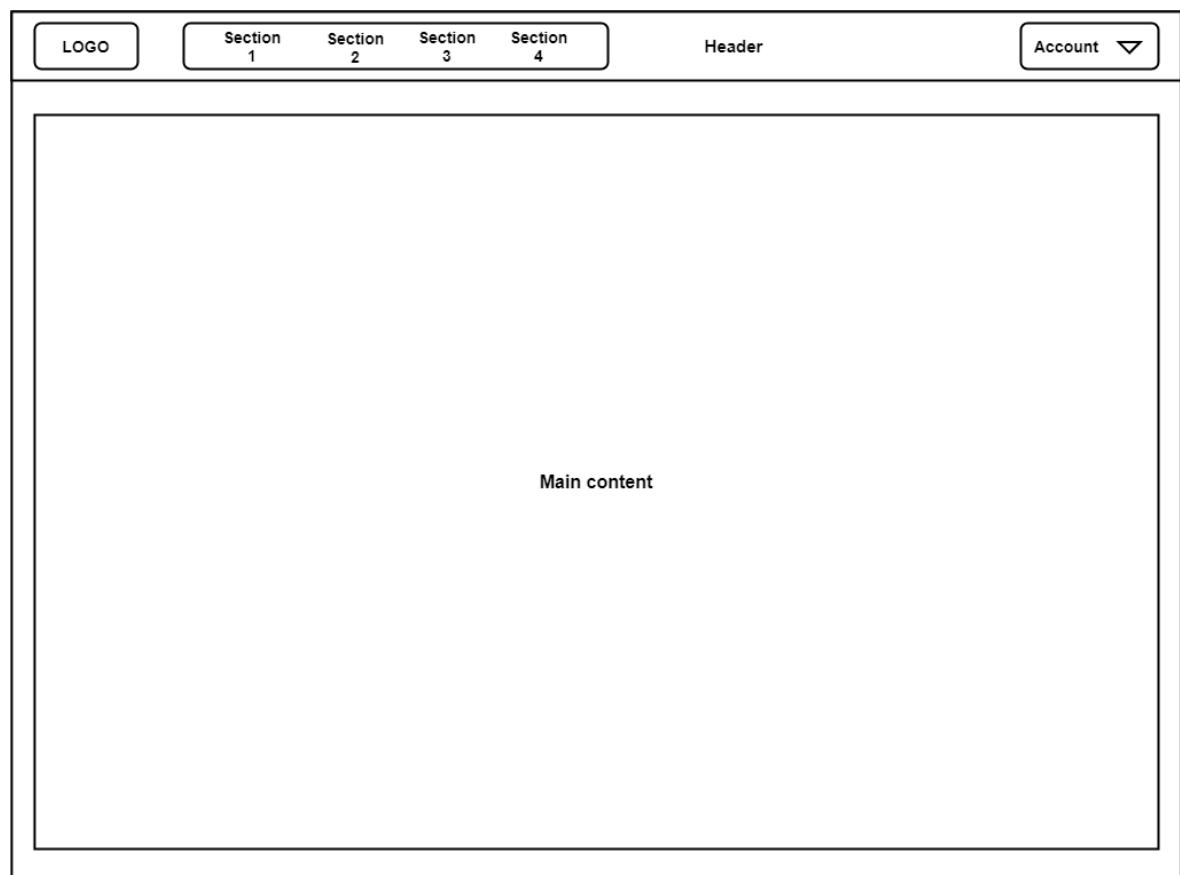 LOGO
Section
1
Section
2
Section
3
Section
4
Header
Account
Main content